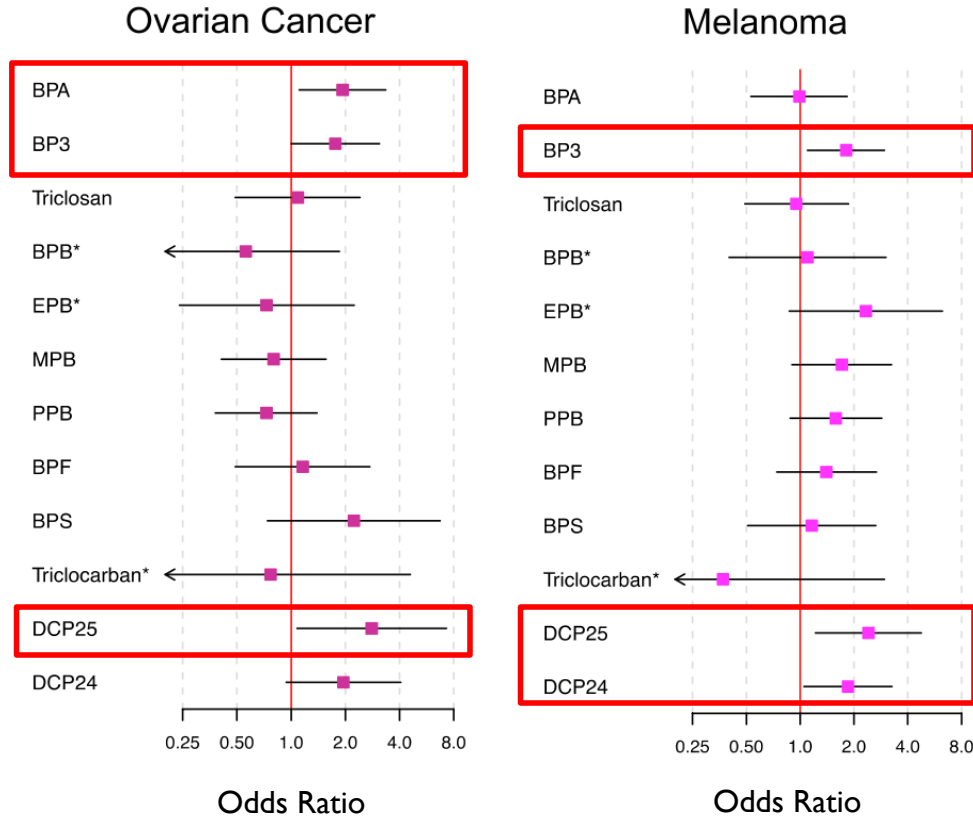 Ovarian Cancer
BPA
BP3
Triclosan
BPB*
EPB*
MPB
PPB
BPF
BPS
Triclocarban*
DCP25
DCP24
0.25 0.50 1.0 2.0 4.0 8.0
Odds Ratio
Melanoma
BPA
BP3
Triclosan
BPB*
EPB*
MPB
PPB
BPF
BPS
Triclocarban*
DCP25
DCP24
0.25 0.50 1.0 2.0 4.0 8.0
Odds Ratio